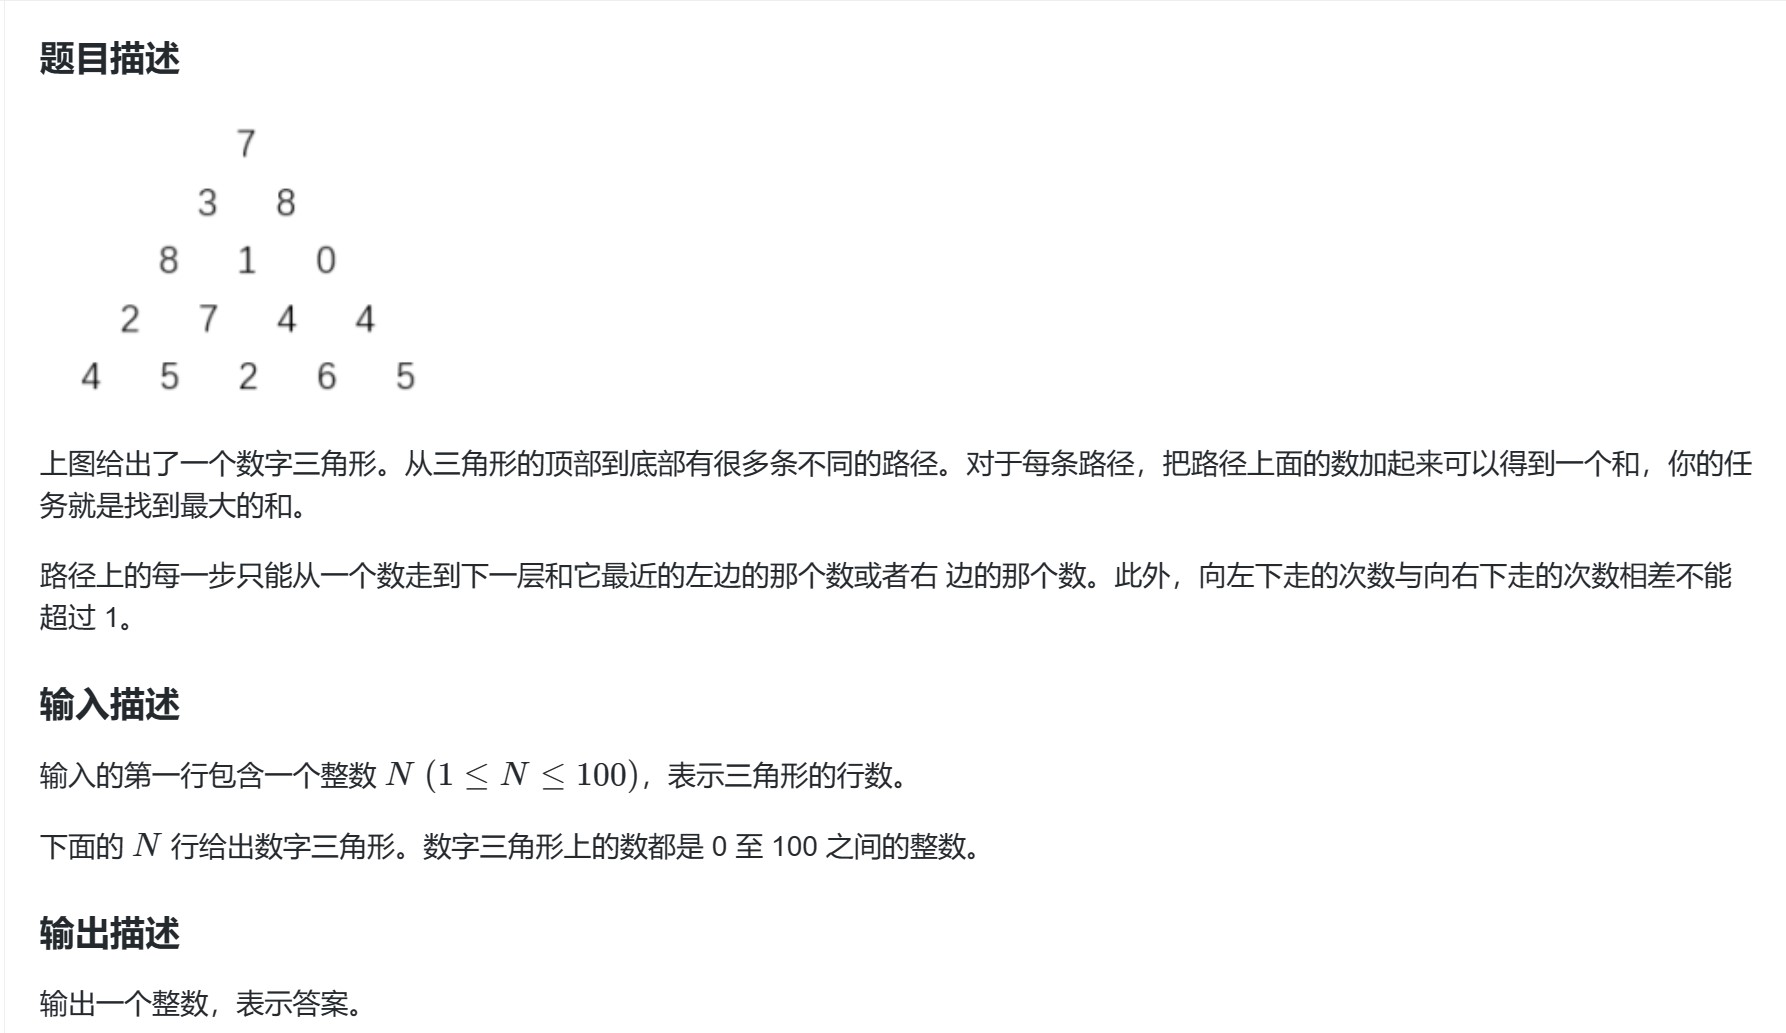 题目描述
7
3 8
8 1 0
2 7 4 4
4 5 2 6 5
上图给出了一个数字三角形。从三角形的顶部到底部有很多条不同的路径。对于每条路径，把路径上面的数加起来可以得到一个和，你的任
务就是找到最大的和。
路径上的每一步只能从一个数走到下一层和它最近的左边的那个数或者右 边的那个数。此外，向左下走的次数与向右下走的次数相差不能
超过 1。
输入描述
输入的第一行包含一个整数 N (1 ≤ N ≤ 100)，表示三角形的行数。
下面的 N 行给出数字三角形。数字三角形上的数都是 0 至 100 之间的整数。
输出描述
输出一个整数，表示答案。